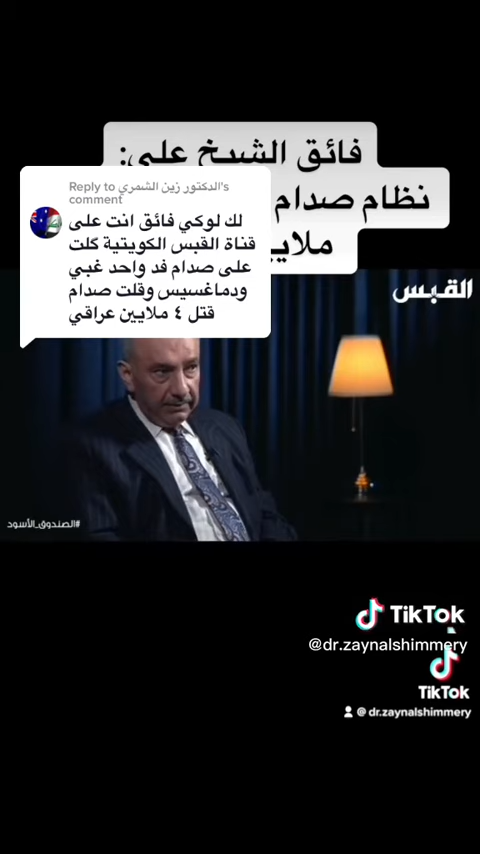 فائق الشيخ علي:
نظام صدام
ملايي
Reply to الدكتور زين الشمري's
comment
لك لوكي فائق انت على
قناة القبس الكويتية گلت
على صدام فد واحد غبي
ودماغسيس وقلت صدام
قتل ٤ ملايين عراقي
القبس
#الصندوق_الأسود
TikTok
@dr.zaynalshimmery
TikTok
@ dr.zaynalshimmery